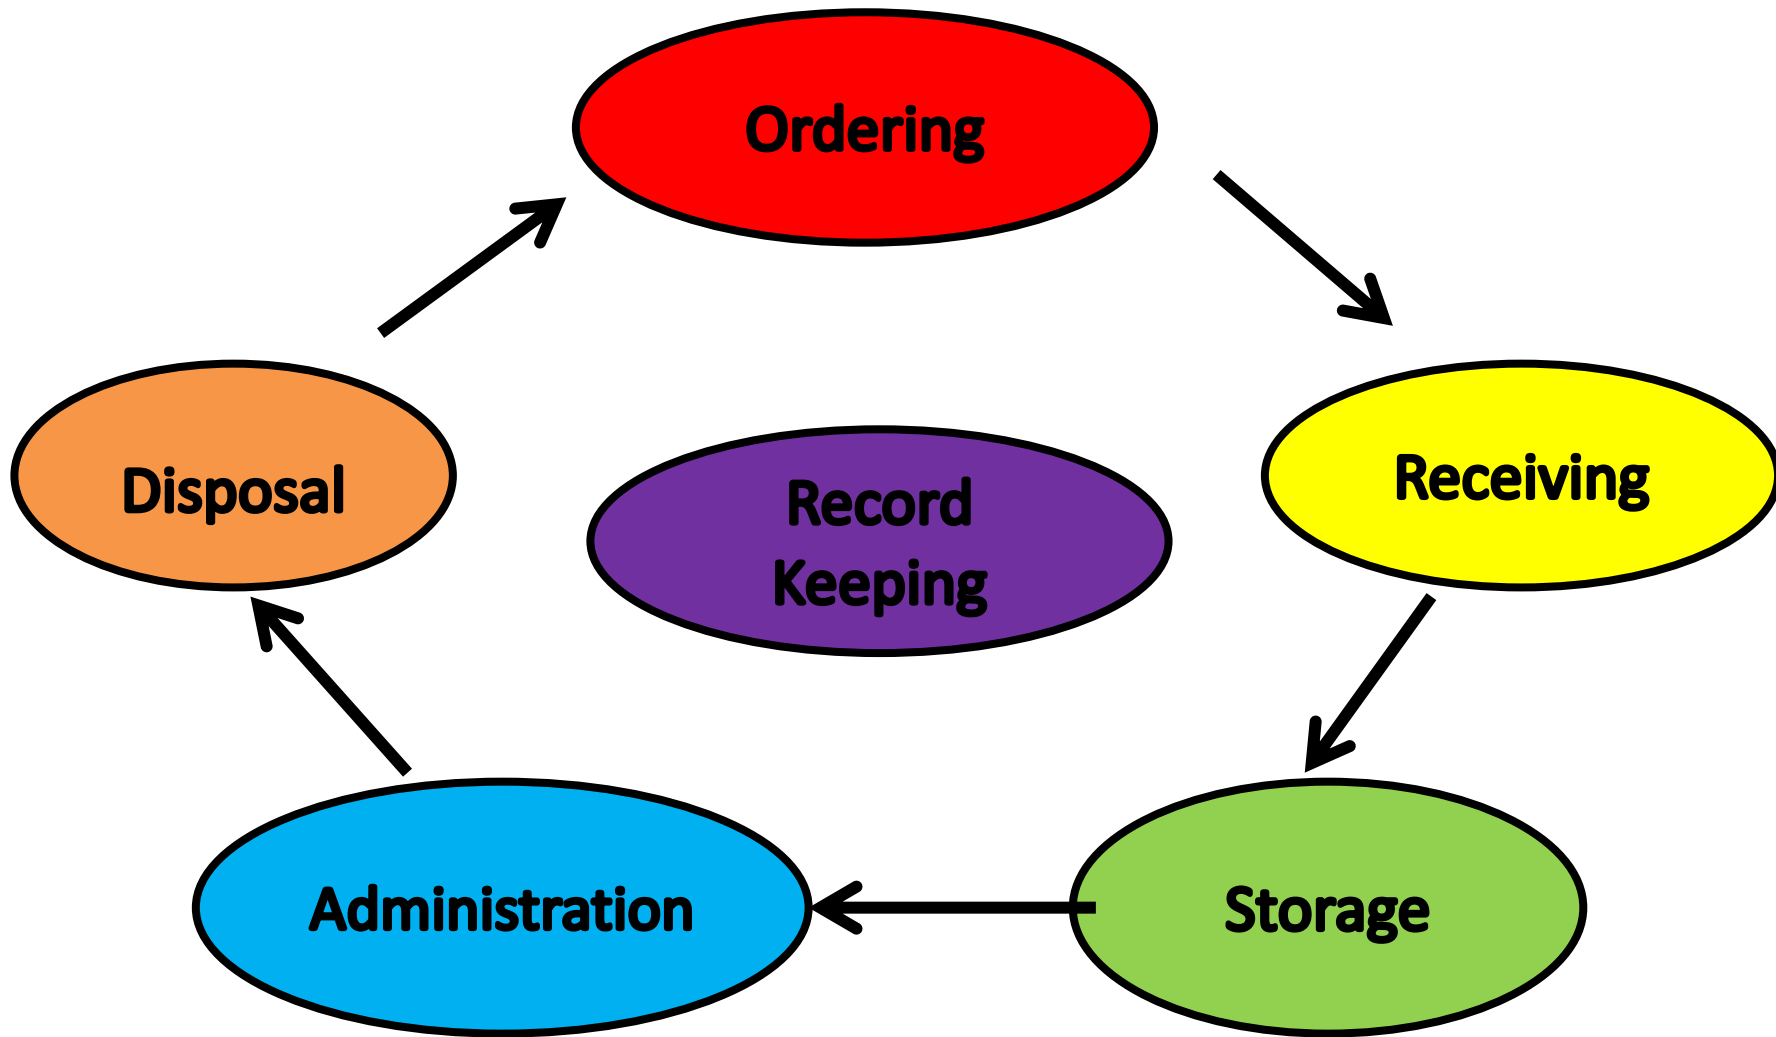 Ordering
Disposal
Record
Keeping
Receiving
Administration
Storage